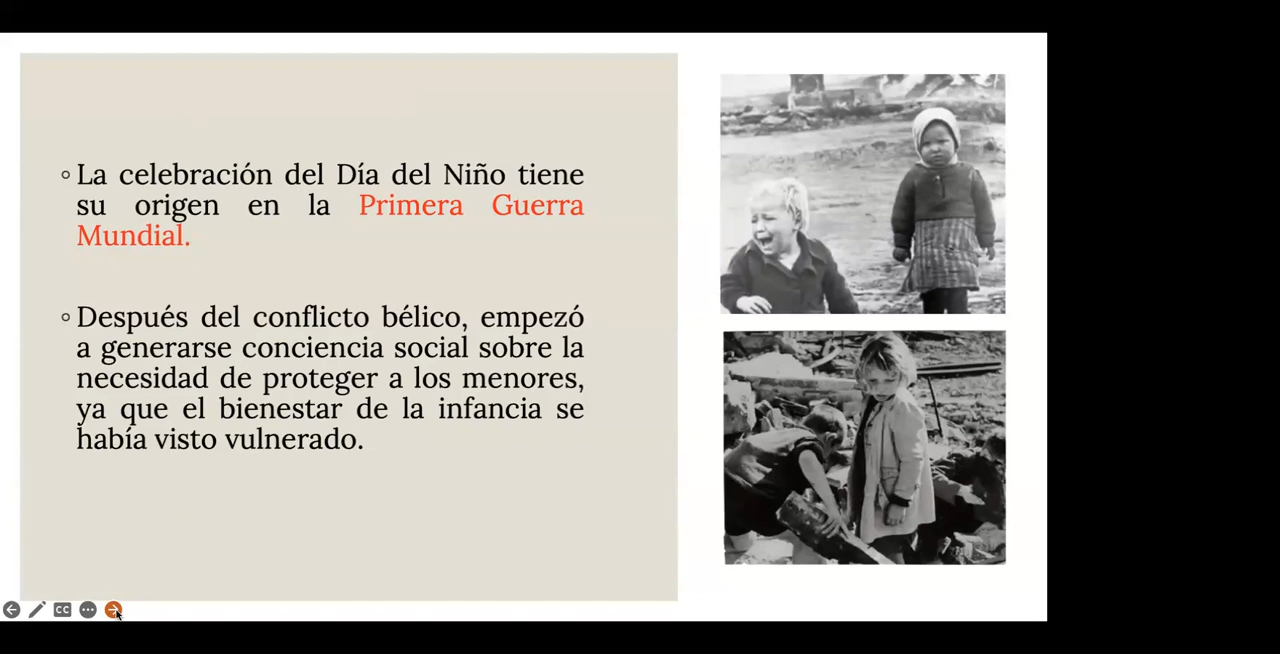 La celebración del Día del Niño tiene
su origen en la Primera Guerra
Mundial.
Después del conflicto bélico, empezó
a generarse conciencia social sobre la
necesidad de proteger a los menores,
ya que el bienestar de la infancia se
había visto vulnerado.
CC